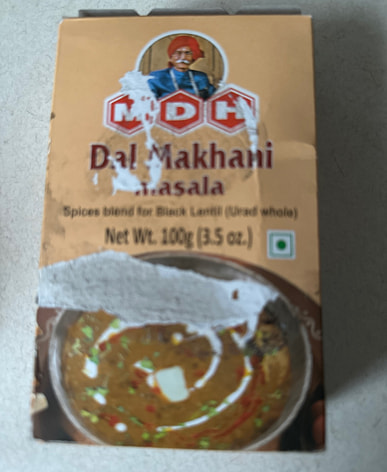 MDH
Dal Makhani
masala
Spices blend for Black Lentil (Urad whole)
Net Wt. 100g (3.5 oz.)